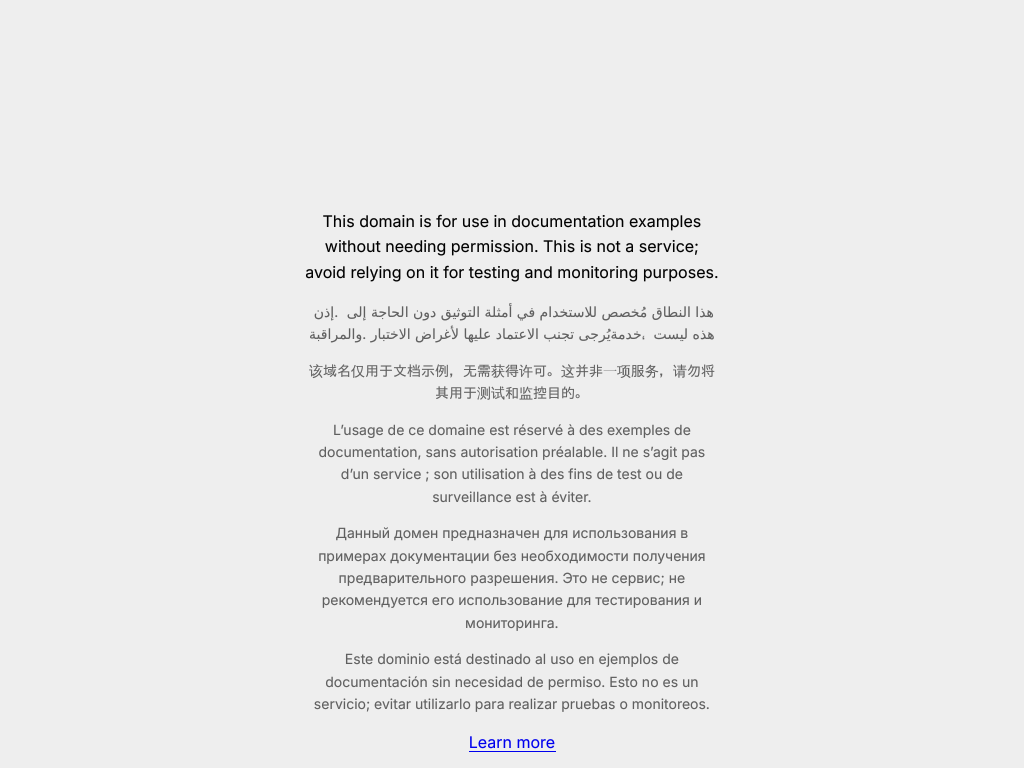 This domain is for use in documentation examples
without needing permission. This is not a service;
avoid relying on it for testing and monitoring purposes.
هذا النطاق مُخصص للاستخدام في أمثلة التوثيق دون الحاجة إلى  .إذن
هذه ليست  ،خدمةيُرجى تجنب الاعتماد عليها لأغراض الاختبار .والمراقبة
该域名仅用于文档示例，无需获得许可。这并非一项服务，请勿将
其用于测试和监控目的。
L’usage de ce domaine est réservé à des exemples de
documentation, sans autorisation préalable. Il ne s’agit pas
d’un service ; son utilisation à des fins de test ou de
surveillance est à éviter.
Данный домен предназначен для использования в
примерах документации без необходимости получения
предварительного разрешения. Это не сервис; не
рекомендуется его использование для тестирования и
мониторинга.
Este dominio está destinado al uso en ejemplos de
documentación sin necesidad de permiso. Esto no es un
servicio; evitar utilizarlo para realizar pruebas o monitoreos.
Learn more